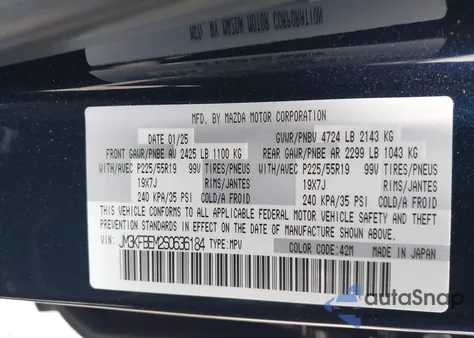 MFD. BY MAZDA MOTOR CORPORATION
DATE 01/25 GVWR/PNBV 4724 LB 2143 KG
FRONT GAWR/PNBE AV 2425 LB 1100 KG REAR GAWR/PNBE AR 2299 LB 1043 KG
WITH/AVEC P225/55R19 99V TIRES/PNEUS WITH/AVEC P225/55R19 99V TIRES/PNEUS
19X7J RIMS/JANTES 19X7J RIMS/JANTES
240 KPA/35 PSI COLD/A FROID 240 KPA/35 PSI COLD/A FROID
THIS VEHICLE CONFORMS TO ALL APPLICABLE FEDERAL MOTOR VEHICLE SAFETY AND THEFT
PREVENTION STANDARDS IN EFFECT ON THE DATE OF MANUFACTURE SHOWN ABOVE.
VIN: JM3KFBEM2S0636184 TYPE: MPV COLOR CODE: 42M MADE IN JAPAN
autoSnap